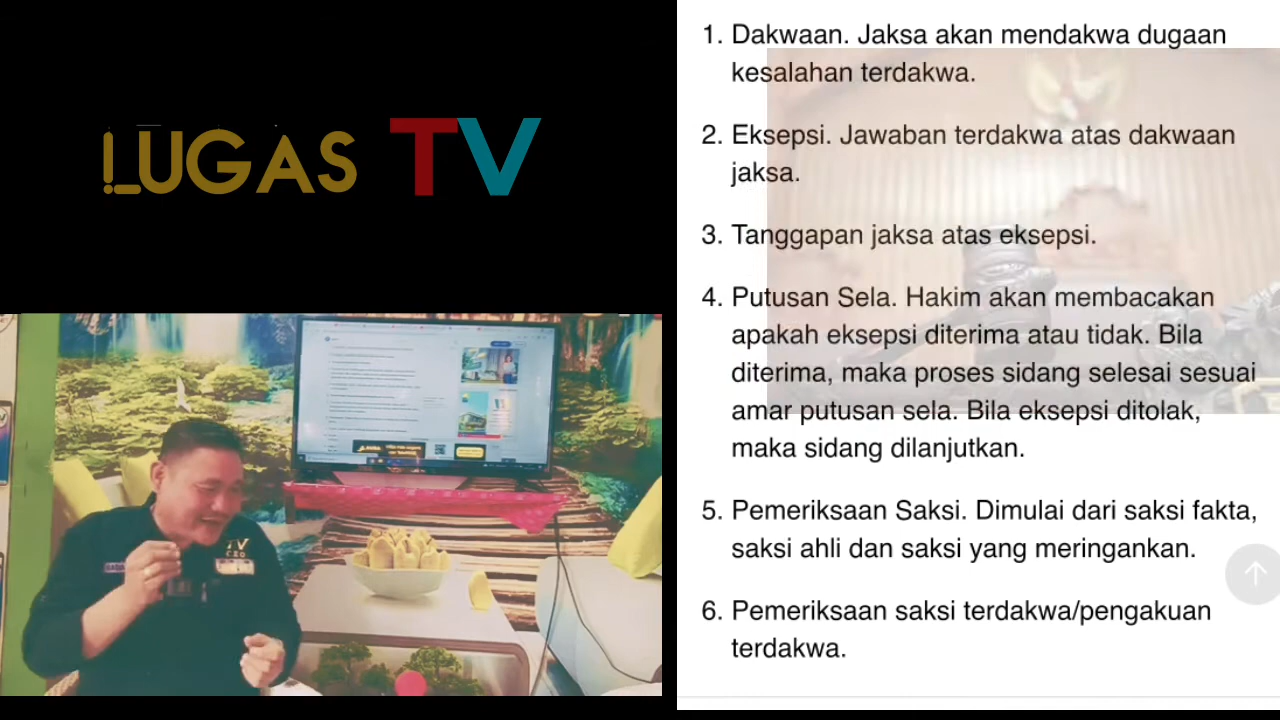 LUGAS TV
1. Dakwaan. Jaksa akan mendakwa dugaan
kesalahan terdakwa.
2. Eksepsi. Jawaban terdakwa atas dakwaan
jaksa.
3. Tanggapan jaksa atas eksepsi.
4. Putusan Sela. Hakim akan membacakan
apakah eksepsi diterima atau tidak. Bila
diterima, maka proses sidang selesai sesuai
amar putusan sela. Bila eksepsi ditolak,
maka sidang dilanjutkan.
5. Pemeriksaan Saksi. Dimulai dari saksi fakta,
saksi ahli dan saksi yang meringankan.
6. Pemeriksaan saksi terdakwa/pengakuan
terdakwa.
TV
CEO